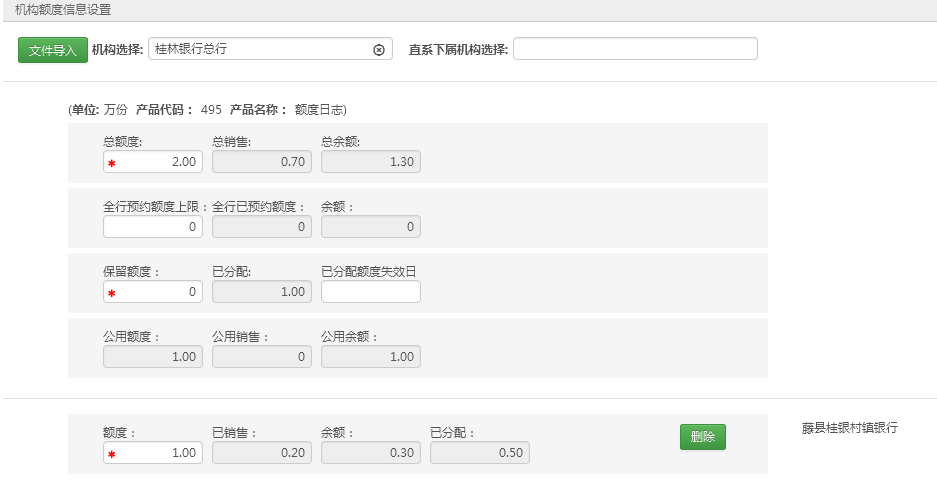 机构额度信息设置
文件导入 机构选择: 桂林银行总行 直系下属机构选择:
(单位: 万份 产品代码： 495 产品名称： 额度日志)
总额度: 总销售: 总余额:
* 2.00 0.70 1.30
全行预约额度上限： 全行已预约额度： 余额：
0 0 0
保留额度： 已分配: 已分配额度失效日
* 0 1.00
公用额度： 公用销售： 公用余额：
1.00 0 1.00
额度： 已销售： 余额： 已分配：
* 1.00 0.20 0.30 0.50 删除 藤县桂银村镇银行